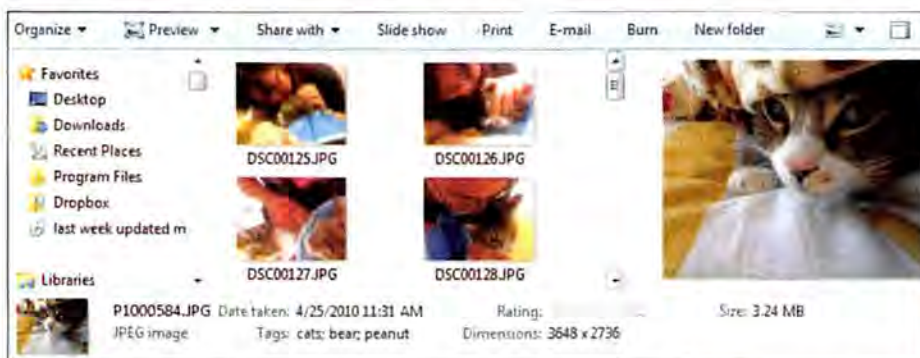 Organize Preview Share with Slide show Print E-mail Burn New folder
Favorites
Desktop
Downloads
Recent Places
Program Files
Dropbox
last week updated m
Libraries
DSC00125.JPG DSC00126.JPG
DSC00127.JPG DSC00128.JPG
P1000584.JPG Date taken: 4/25/2010 11:31 AM Rating: Size: 3.24 MB
JPEG image Tags: cats; bear; peanut Dimensions: 3648 x 2736